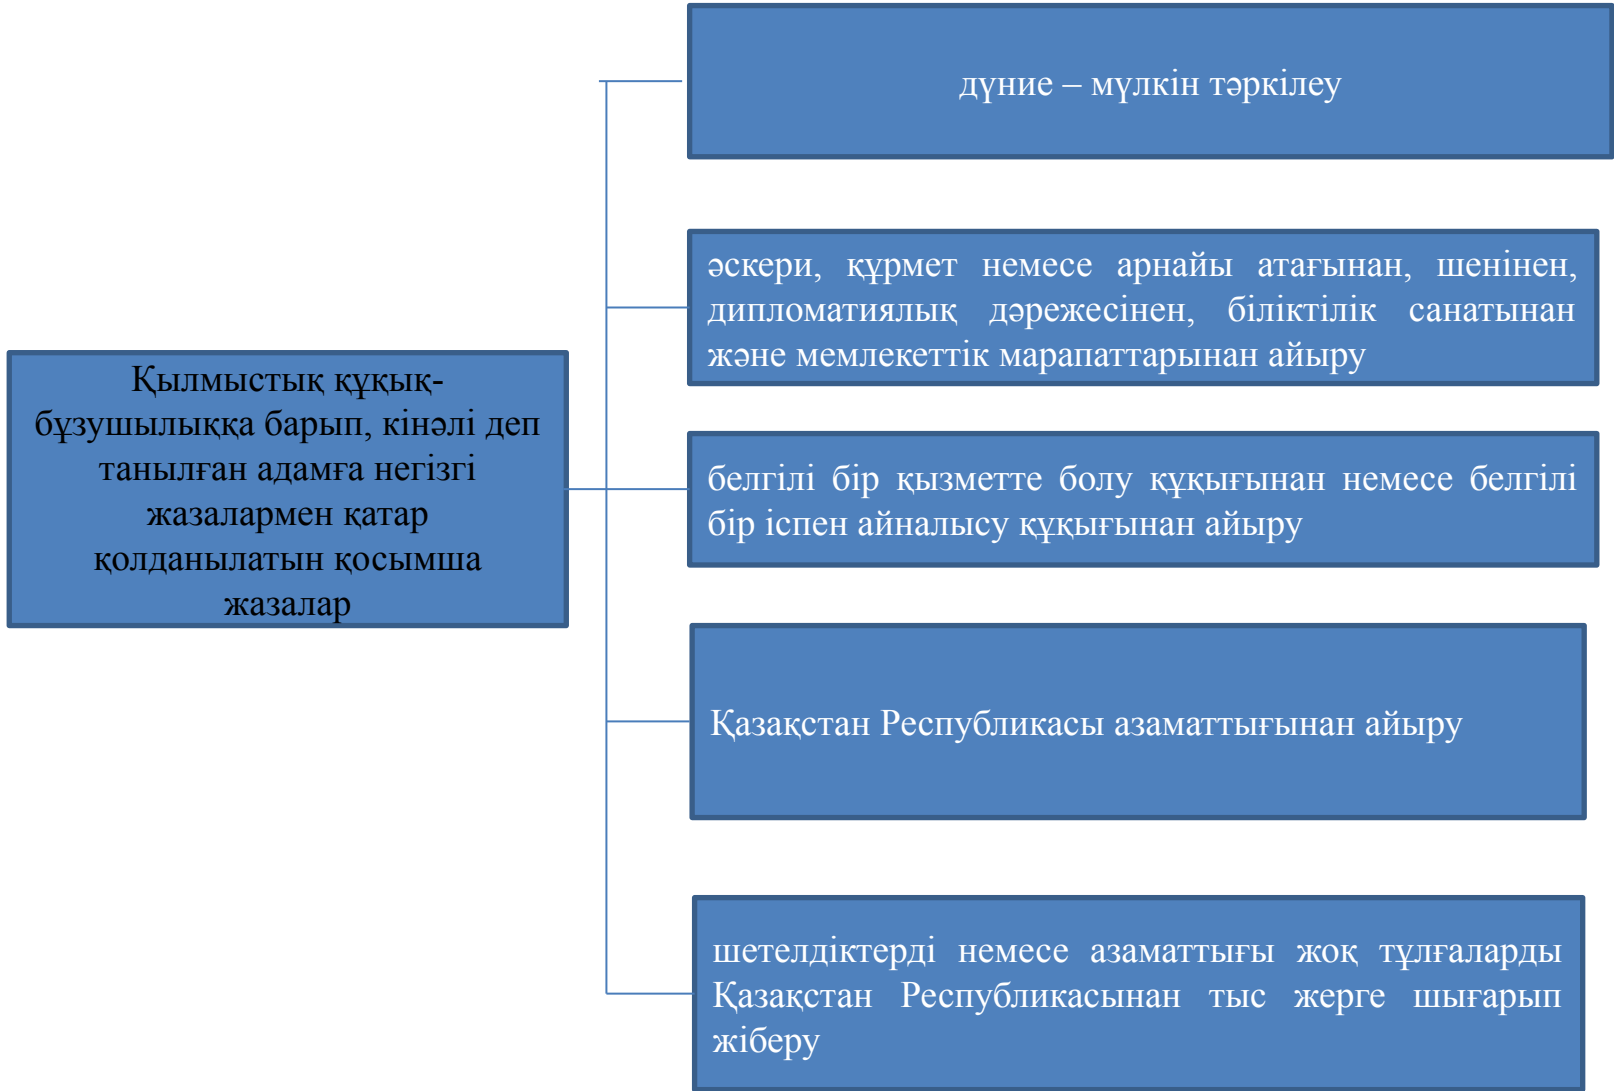 дүние – мүлкін тәркілеу
әскери, құрмет немесе арнайы атағынан, шенінен,
дипломатиялық дәрежесінен, біліктілік санатынан
және мемлекеттік марапаттарынан айыру
Қылмыстық құқық-
бұзушылыққа барып, кінәлі деп
танылған адамға негізгі
жазалармен қатар
қолданылатын қосымша
жазалар
белгілі бір қызметте болу құқығынан немесе белгілі
бір іспен айналысу құқығынан айыру
Қазақстан Республикасы азаматтығынан айыру
шетелдіктерді немесе азаматтығы жоқ тұлғаларды
Қазақстан Республикасынан тыс жерге шығарып
жіберу